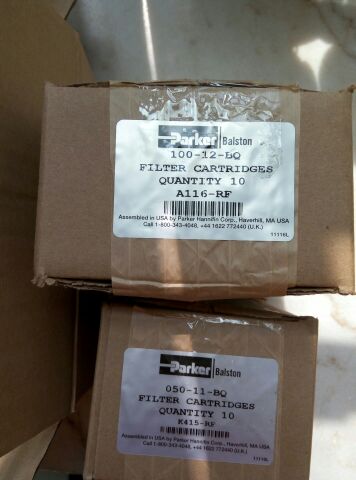 Parker Balston
100-12-BQ
FILTER CARTRIDGES
QUANTITY 10
A116-RF
Assembled in USA by Parker Hannifin Corp., Haverhill, MA USA
Call 1-800-343-4048, +44 1622 772440 (U.K.)
11116L
Parker Balston
050-11-BQ
FILTER CARTRIDGES
QUANTITY 10
K415-RF
Assembled in USA by Parker Hannifin Corp., Haverhill, MA USA
Call 1-800-343-4048, +44 1622 772440 (U.K.)